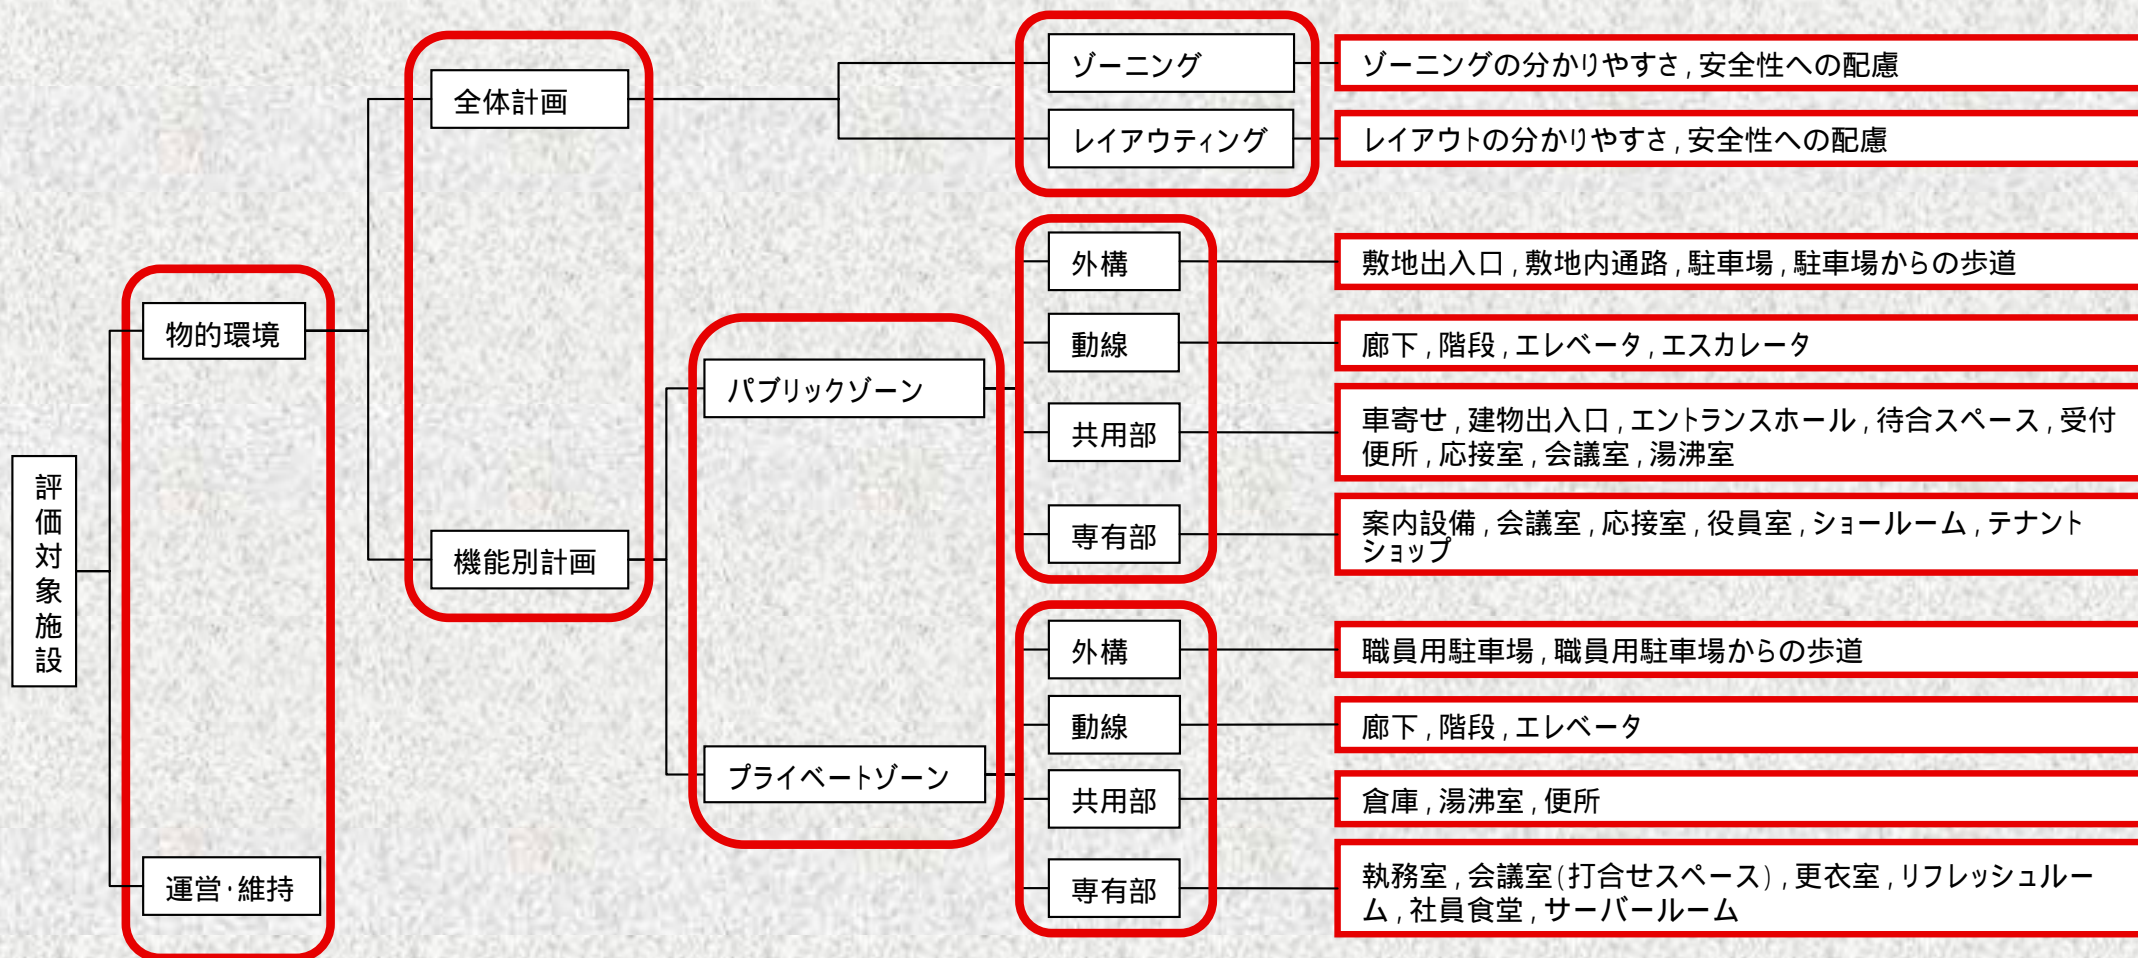 評価対象施設
物的環境
運営・維持
全体計画
機能別計画
パブリックゾーン
プライベートゾーン
ゾーニング
ゾーニングの分かりやすさ,安全性への配慮
レイアウティング
レイアウトの分かりやすさ,安全性への配慮
外構
敷地出入口,敷地内通路,駐車場,駐車場からの歩道
動線
廊下,階段,エレベータ,エスカレータ
共用部
車寄せ,建物出入口,エントランスホール,待合スペース,受付
便所,応接室,会議室,湯沸室
専有部
案内設備,会議室,応接室,役員室,ショールーム,テナント
ショップ
外構
職員用駐車場,職員用駐車場からの歩道
動線
廊下,階段,エレベータ
共用部
倉庫,湯沸室,便所
専有部
執務室,会議室(打合せスペース),更衣室,リフレッシュルー
ム,社員食堂,サーバールーム